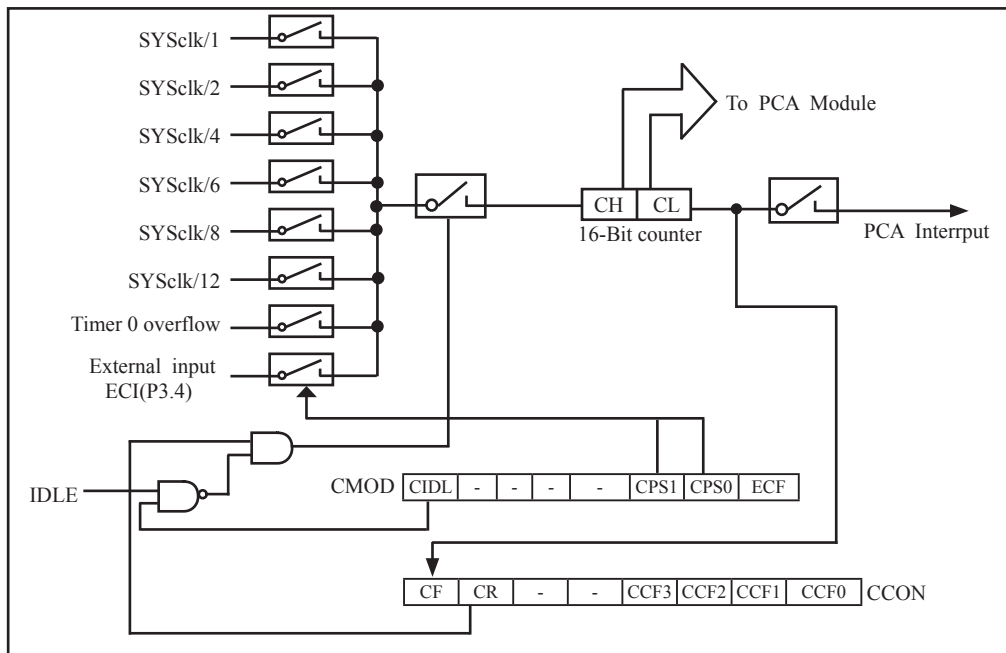 SYSclk/1
SYSclk/2
SYSclk/4
SYSclk/6
SYSclk/8
SYSclk/12
Timer 0 overflow
External input
ECI(P3.4)
To PCA Module
CH CL
16-Bit counter
PCA Interrput
IDLE
CMOD CIDL - - - - CPS1 CPS0 ECF
CF CR - - CCF3 CCF2 CCF1 CCF0 CCON